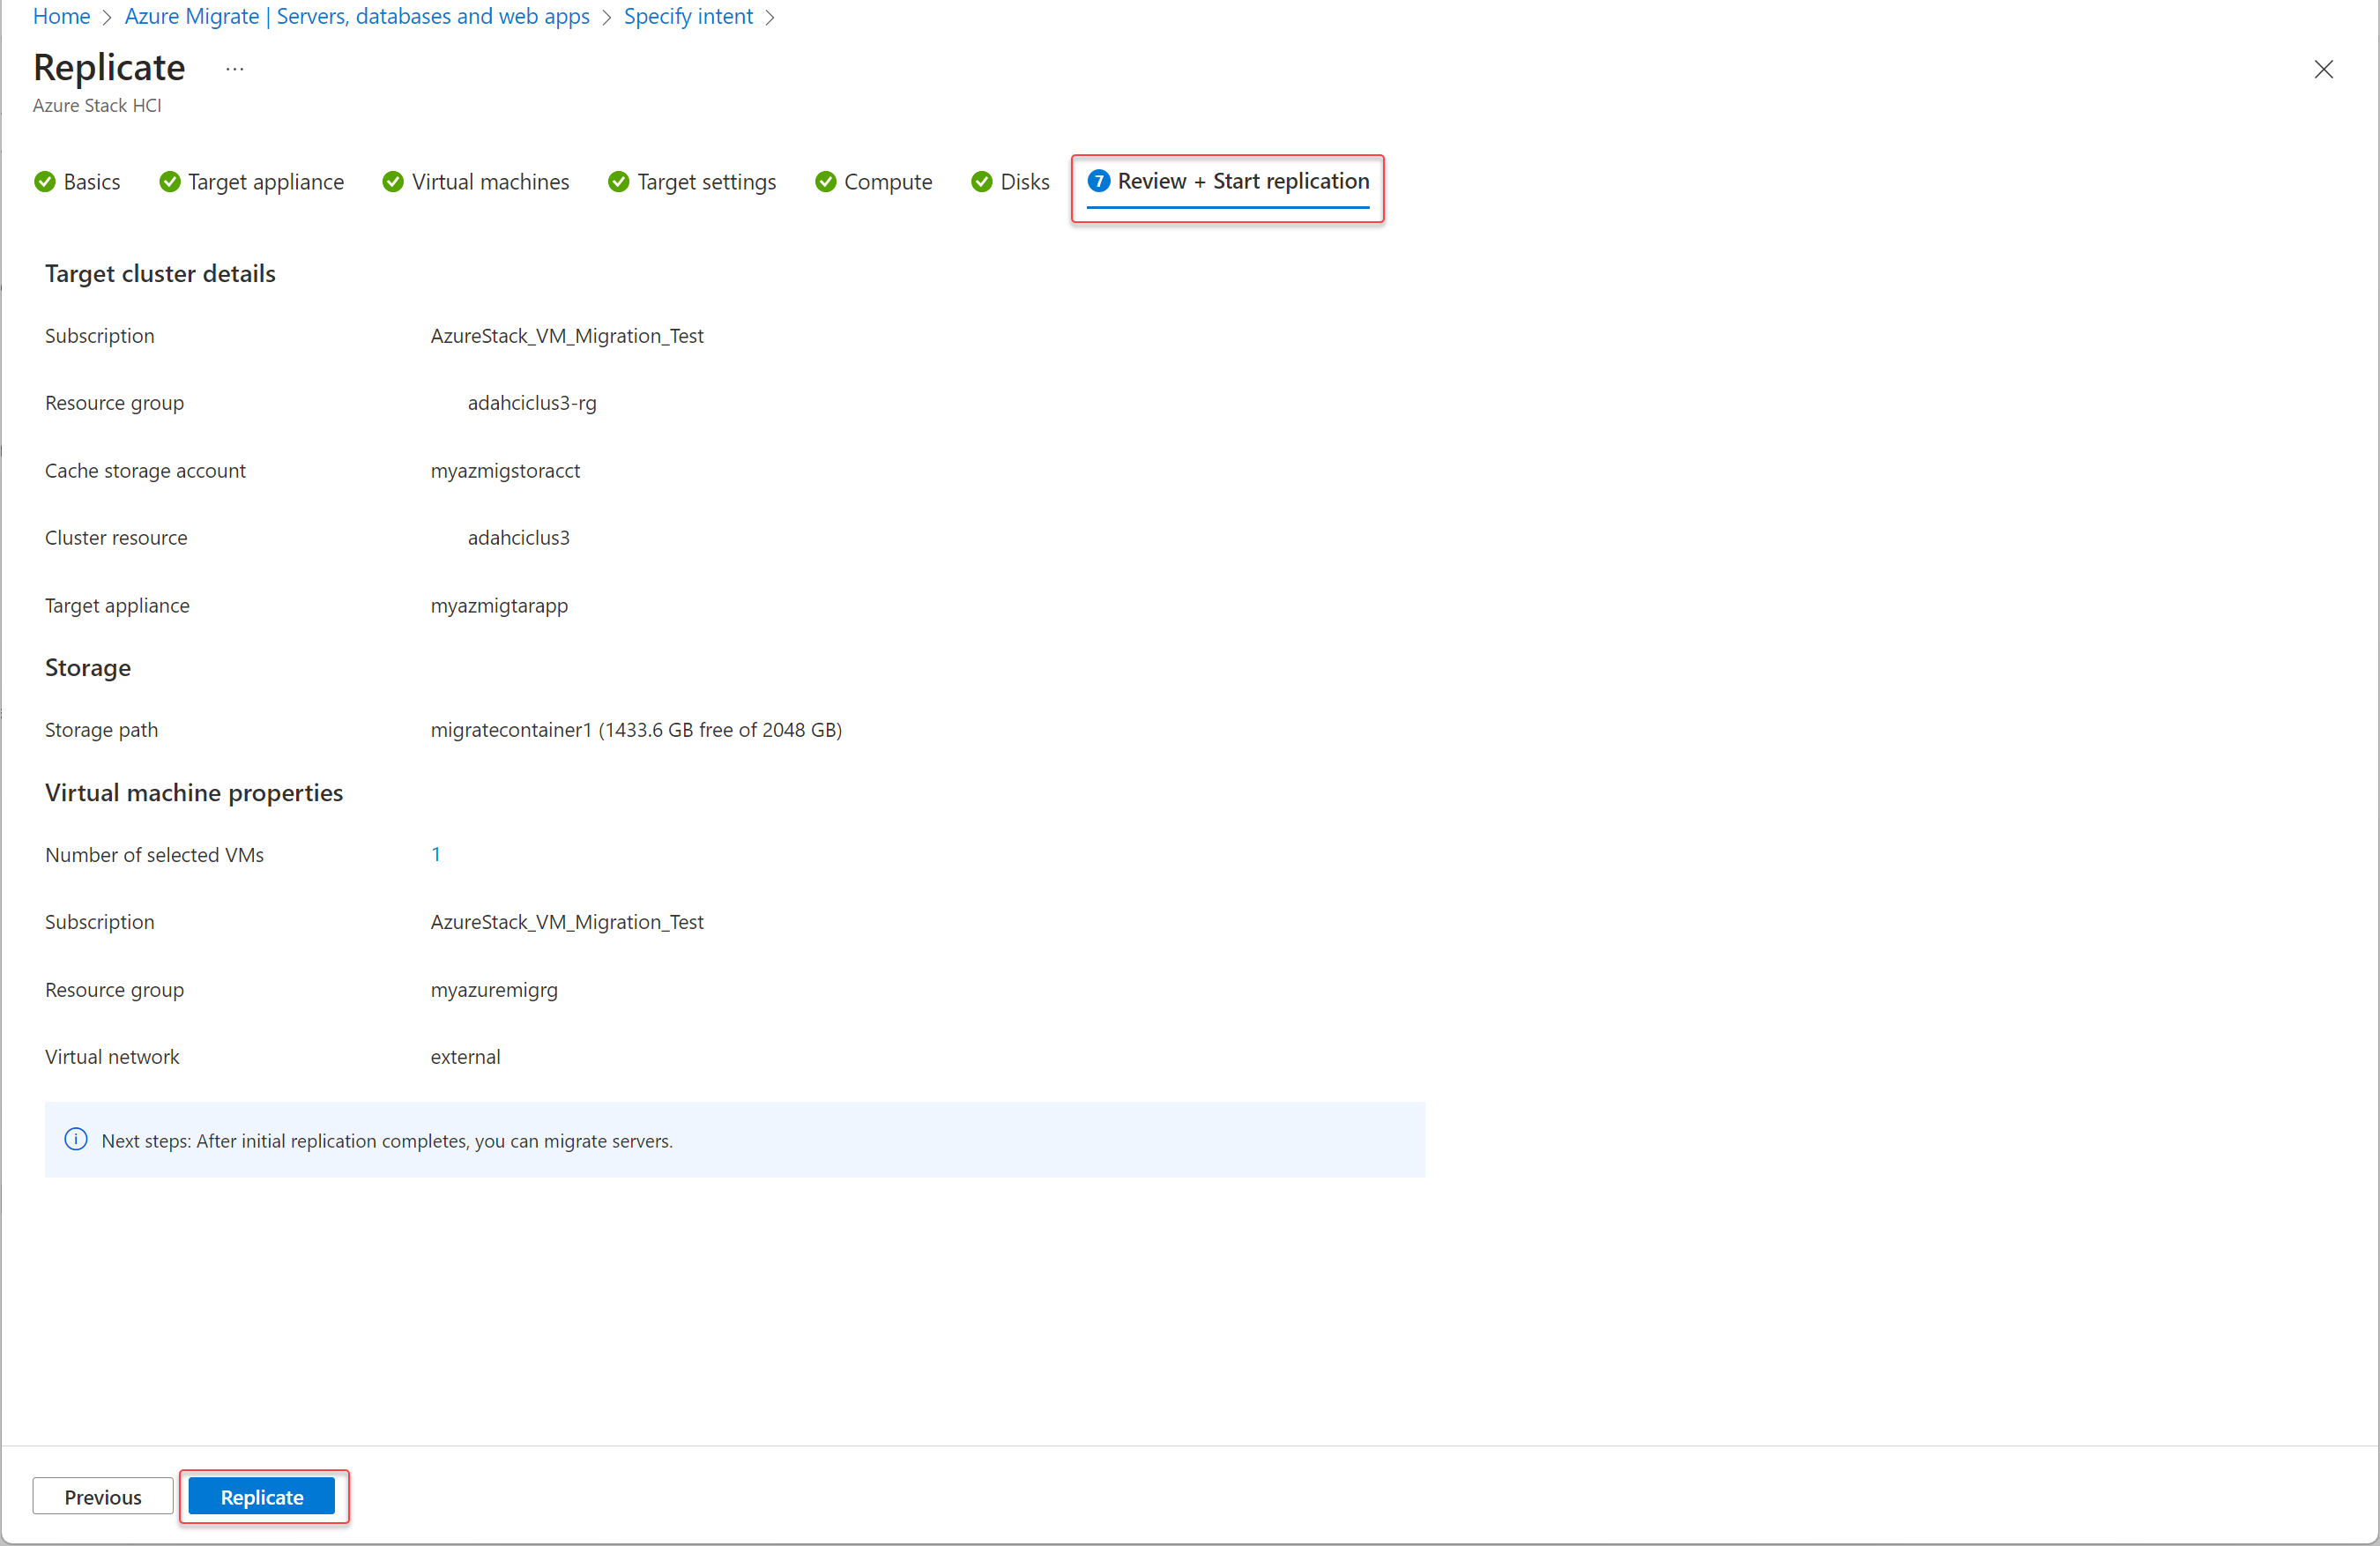 Home > Azure Migrate | Servers, databases and web apps > Specify intent >
Replicate ...
Azure Stack HCI
Basics Target appliance Virtual machines Target settings Compute Disks 7 Review + Start replication
Target cluster details
Subscription AzureStack_VM_Migration_Test
Resource group adahciclus3-rg
Cache storage account myazmigstoracct
Cluster resource adahciclus3
Target appliance myazmigtarapp
Storage
Storage path migratecontainer1 (1433.6 GB free of 2048 GB)
Virtual machine properties
Number of selected VMs 1
Subscription AzureStack_VM_Migration_Test
Resource group myazuremigrg
Virtual network external
Next steps: After initial replication completes, you can migrate servers.
Previous Replicate